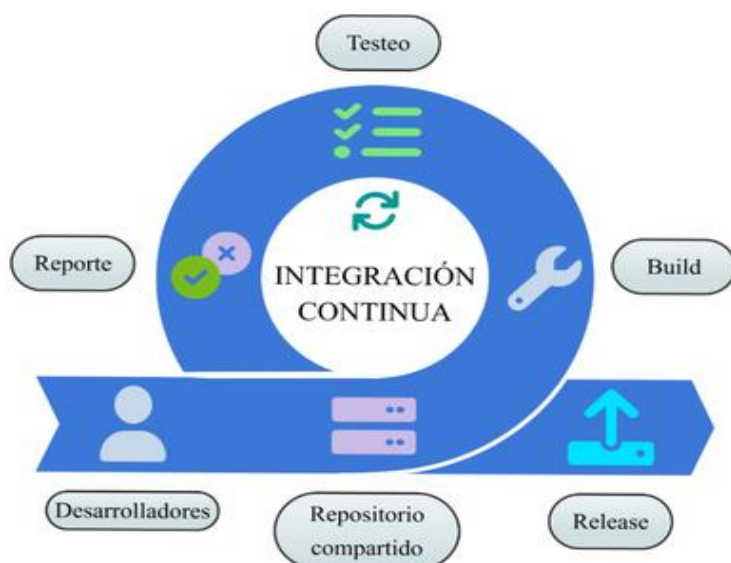 Testeo
Reporte
INTEGRACIÓN
CONTINUA
Build
Desarrolladores
Repositorio
compartido
Release